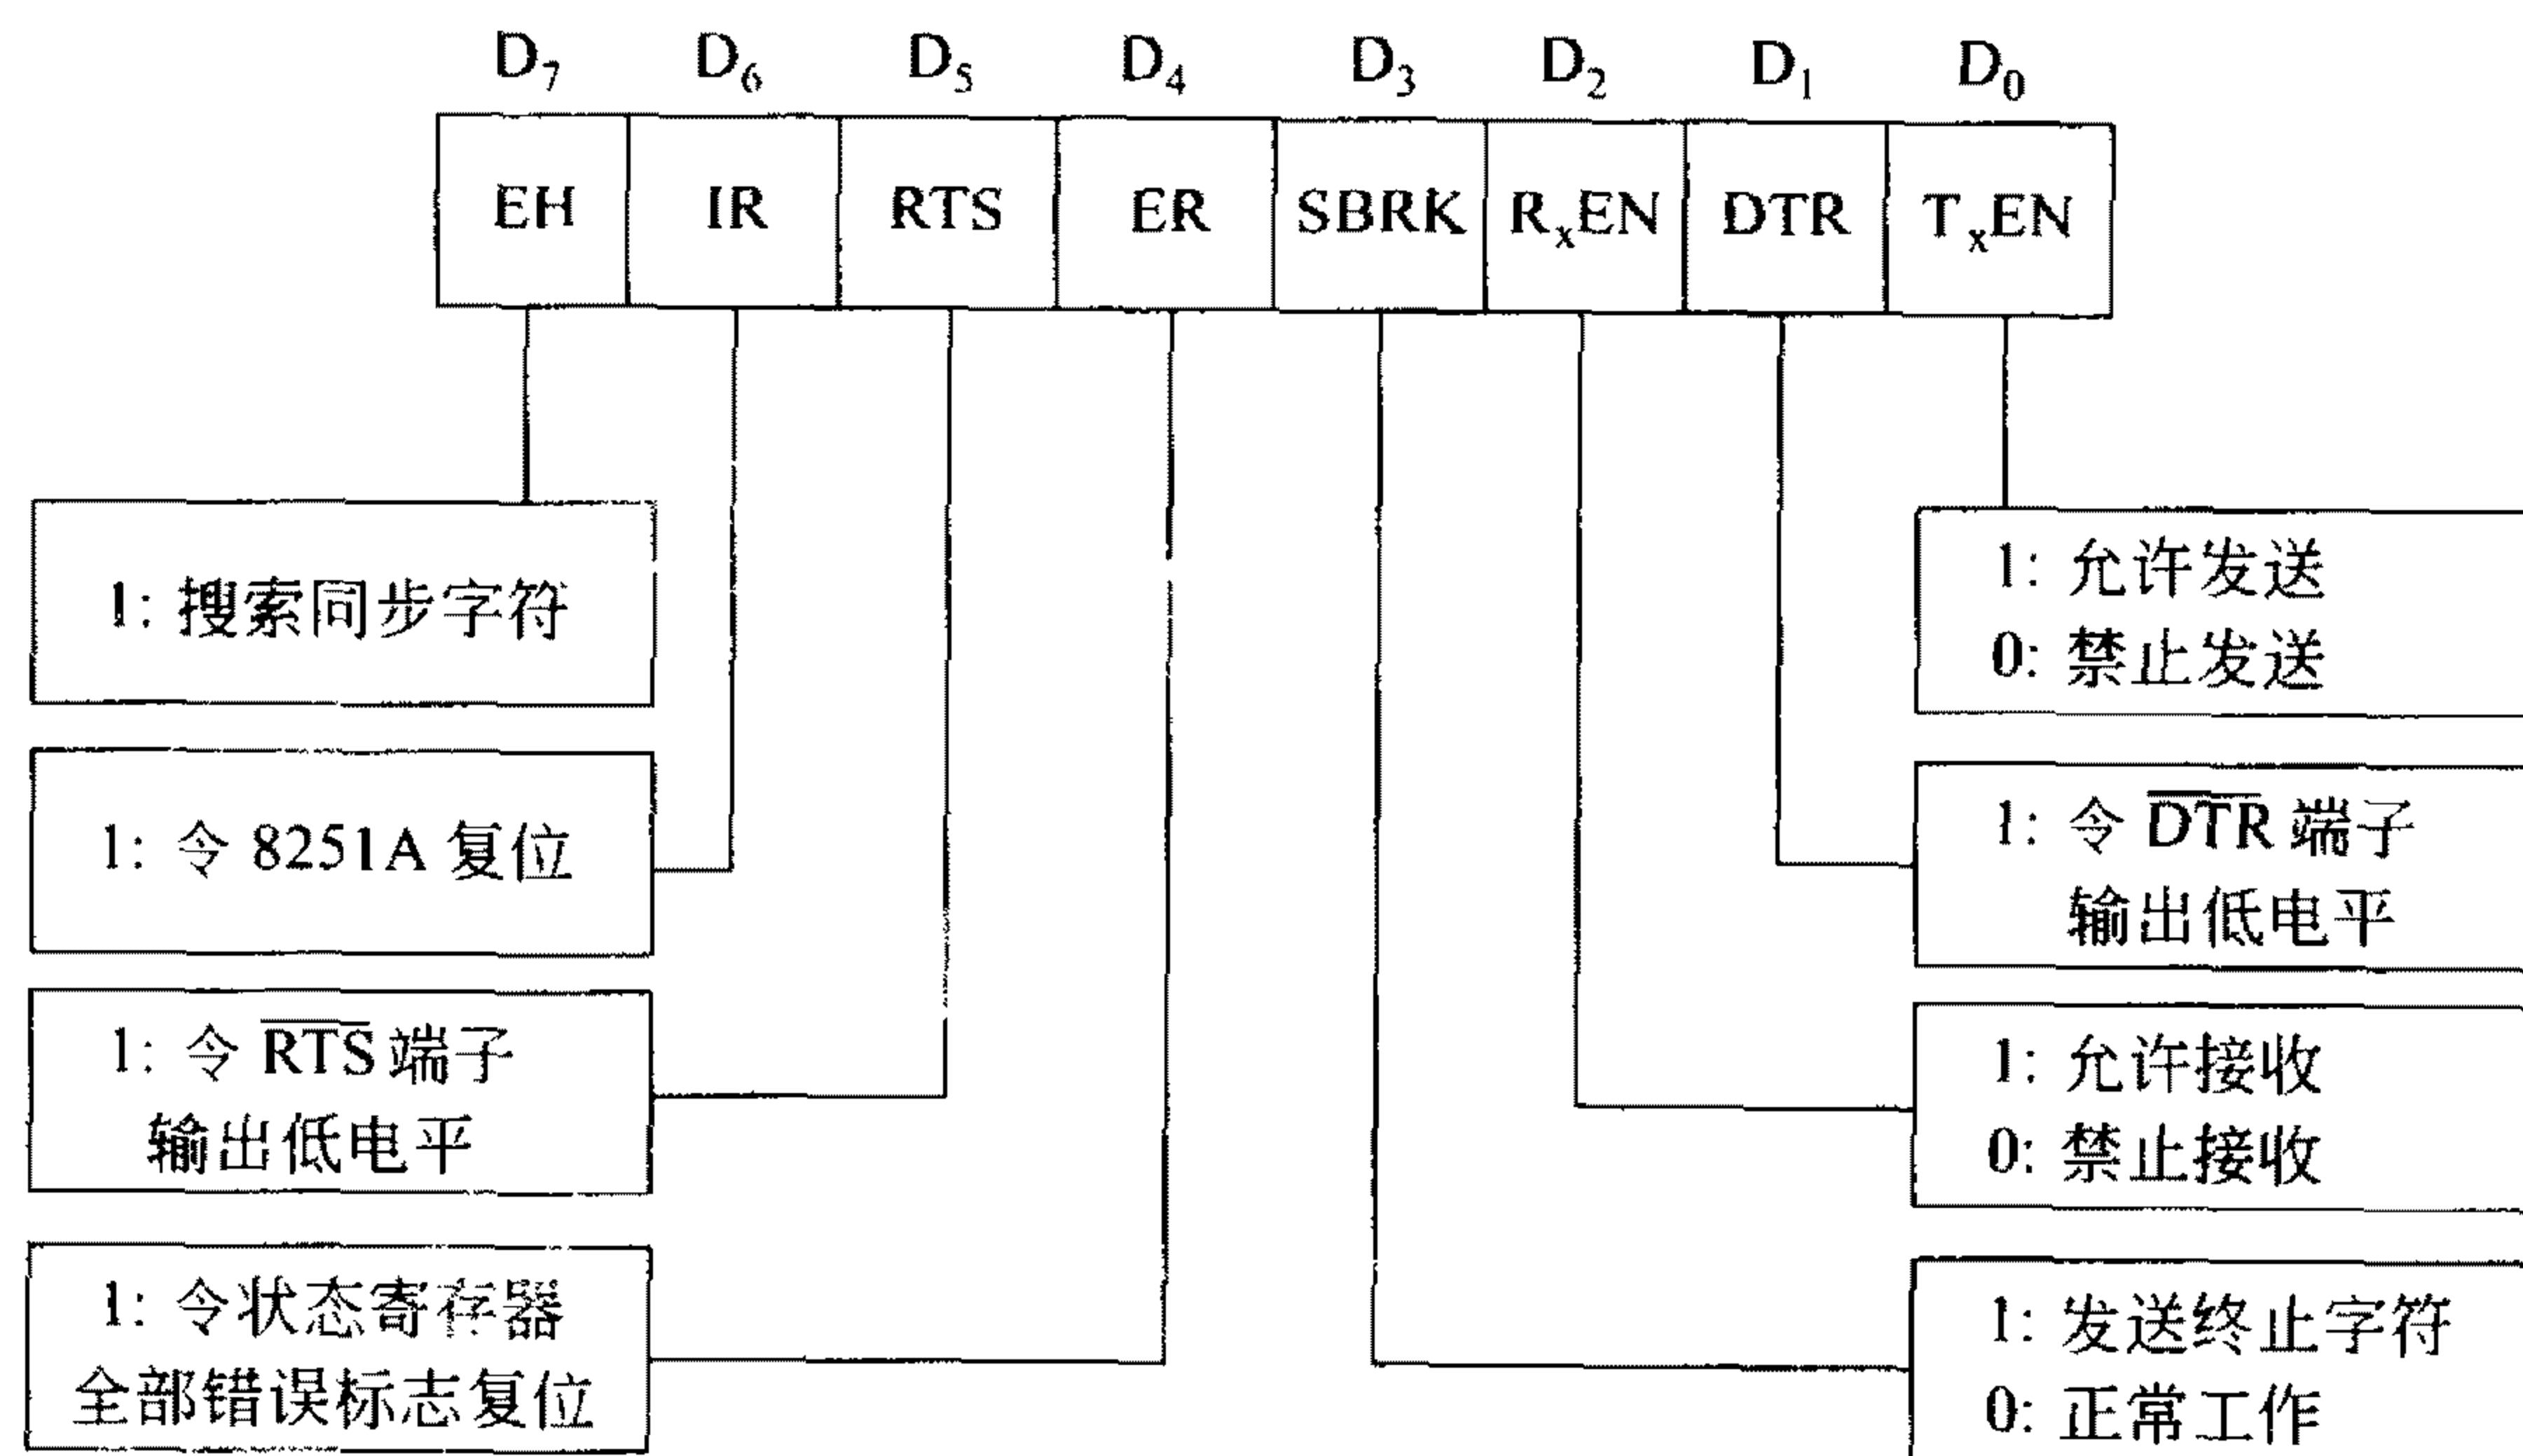 D₇ D₆ D₅ D₄ D₃ D₂ D₁ D₀
EH IR RTS ER SBRK RₓEN DTR TₓEN
1: 搜索同步字符
1: 令 8251A 复位
1: 令 R̅T̅S̅ 端子
输出低电平
1: 令状态寄存器
全部错误标志复位
1: 允许发送
0: 禁止发送
1: 令 D̅T̅R̅ 端子
输出低电平
1: 允许接收
0: 禁止接收
1: 发送终止字符
0: 正常工作